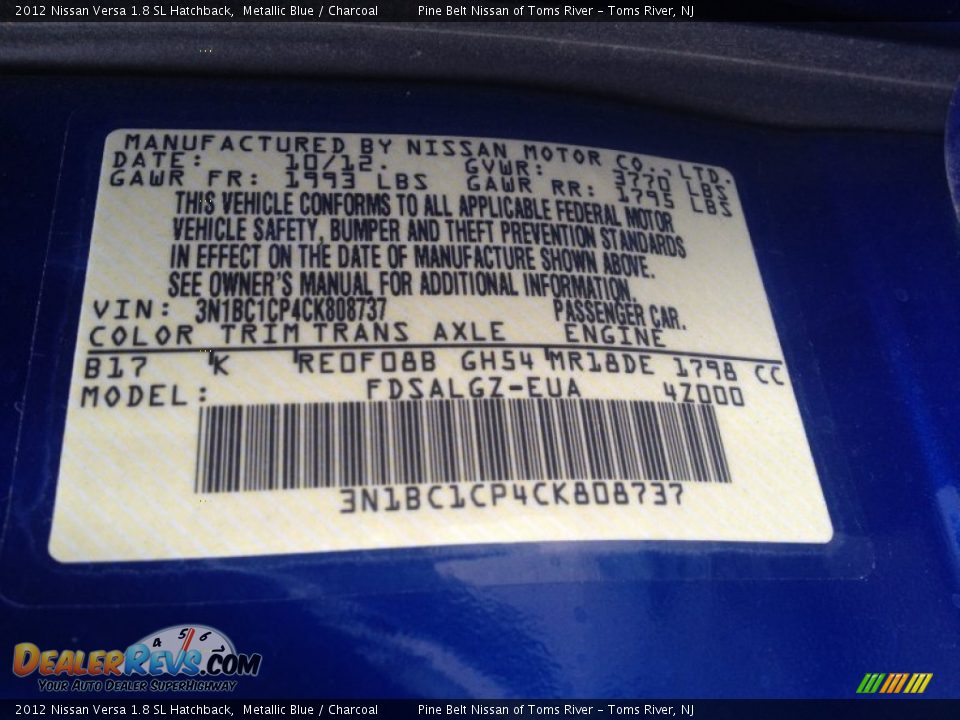 2012 Nissan Versa 1.8 SL Hatchback, Metallic Blue / Charcoal Pine Belt Nissan of Toms River - Toms River, NJ
MANUFACTURED BY NISSAN MOTOR CO., LTD.
DATE: 10/12. GVWR: 3770 LBS
GAWR FR: 1993 LBS GAWR RR: 1795 LBS
THIS VEHICLE CONFORMS TO ALL APPLICABLE FEDERAL MOTOR
VEHICLE SAFETY, BUMPER AND THEFT PREVENTION STANDARDS
IN EFFECT ON THE DATE OF MANUFACTURE SHOWN ABOVE.
SEE OWNER'S MANUAL FOR ADDITIONAL INFORMATION.
VIN: 3N1BC1CP4CK808737 PASSENGER CAR.
COLOR TRIM TRANS AXLE ENGINE
B17 K RE0F08B GH54 MR18DE 1798 CC
MODEL: FDSALGZ-EUA 4Z000
3N1BC1CP4CK808737
4 5 6
DEALERREVS.COM
Your Auto Dealer SuperHighway
2012 Nissan Versa 1.8 SL Hatchback, Metallic Blue / Charcoal Pine Belt Nissan of Toms River - Toms River, NJ